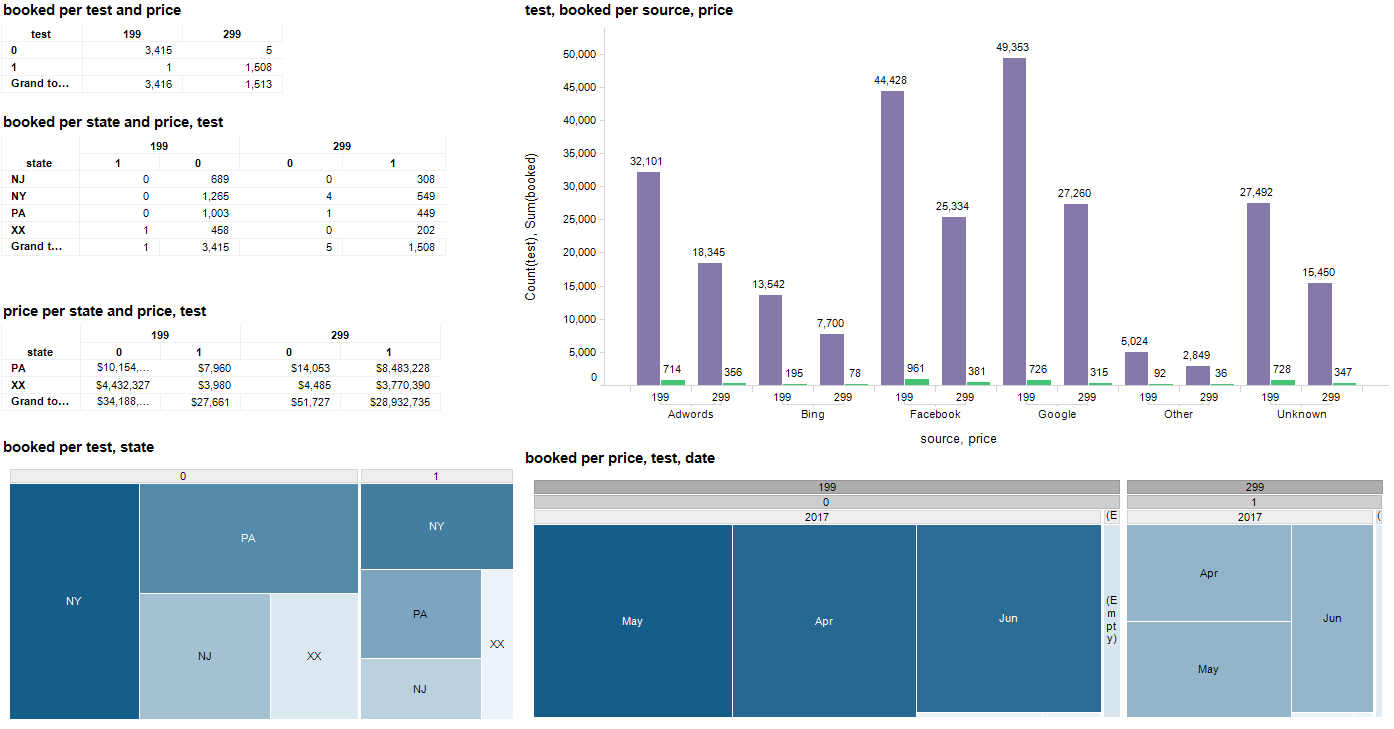 booked per test and price
test 199 299
0 3,415 5
1 1 1,508
Grand to... 3,416 1,513
booked per state and price, test
199 299
state 1 0 0 1
NJ 0 689 0 308
NY 0 1,265 4 549
PA 0 1,003 1 449
XX 1 458 0 202
Grand t... 1 3,415 5 1,508
price per state and price, test
199 299
state 0 1 0 1
PA $10,154,... $7,960 $14,053 $8,483,228
XX $4,432,327 $3,980 $4,485 $3,770,390
Grand to... $34,188,... $27,661 $51,727 $28,932,735
booked per test, state
0 1
NY PA NY
PA
NJ XX XX
NJ
test, booked per source, price
Count(test), Sum(booked)
50,000
45,000
40,000
35,000
30,000
25,000
20,000
15,000
10,000
5,000
0
32,101 714 18,345 356 13,542 195 7,700 78 44,428 961 25,334 381 49,353 726 27,260 315 5,024 92 2,849 36 27,492 728 15,450 347
199 299 199 299 199 299 199 299 199 299 199 299
Adwords Bing Facebook Google Other Unknown
source, price
booked per price, test, date
199 299
0 1
2017 (E 2017 (
May Apr Jun
(E
m
pt
y)
Apr
May
Jun